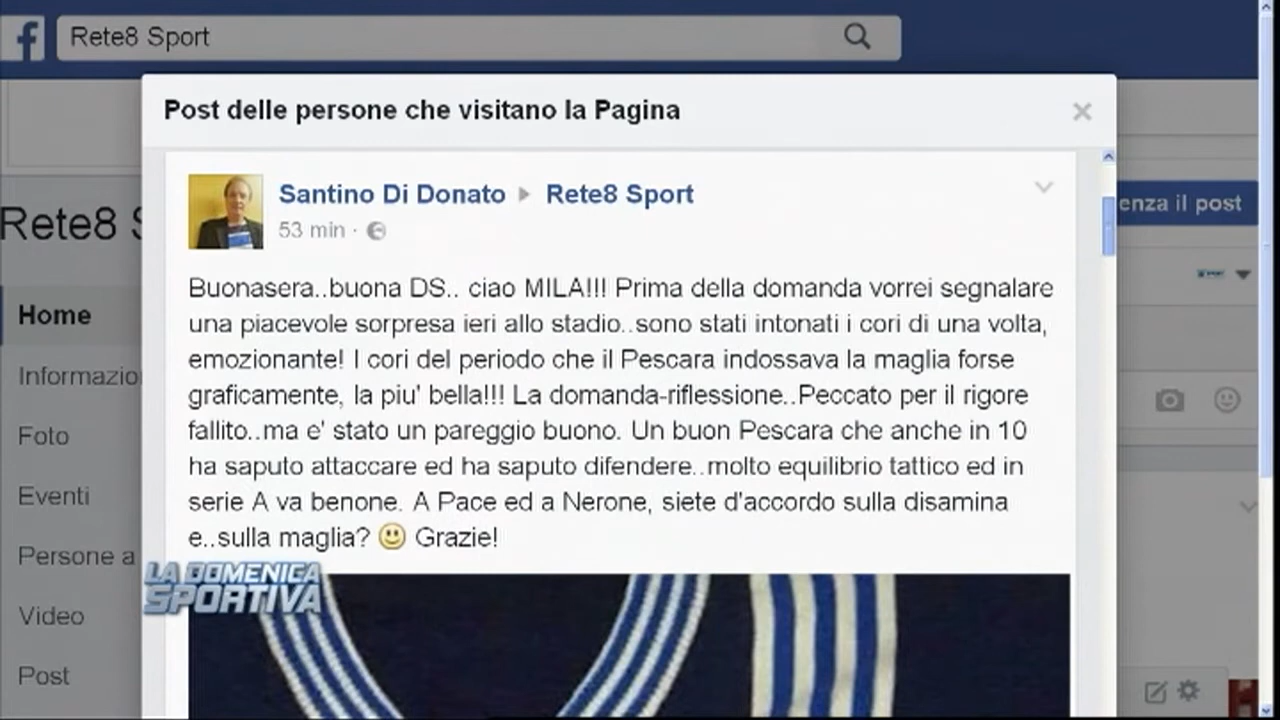 Rete8 Sport
Post delle persone che visitano la Pagina
Santino Di Donato Rete8 Sport
53 min ·
Buonasera..buona DS.. ciao MILA!!! Prima della domanda vorrei segnalare
una piacevole sorpresa ieri allo stadio..sono stati intonati i cori di una volta,
emozionante! I cori del periodo che il Pescara indossava la maglia forse
graficamente, la piu' bella!!! La domanda-riflessione..Peccato per il rigore
fallito..ma e' stato un pareggio buono. Un buon Pescara che anche in 10
ha saputo attaccare ed ha saputo difendere..molto equilibrio tattico ed in
serie A va benone. A Pace ed a Nerone, siete d'accordo sulla disamina
e..sulla maglia? 🙂 Grazie!
enza il post
Rete8 S
Home
Informazio
Foto
Eventi
Persone a
Video
Post
LA DOMENICA
SPORTIVA